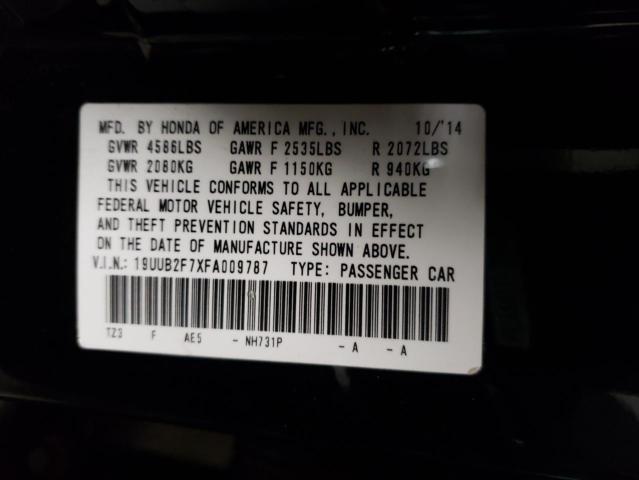 MFD. BY HONDA OF AMERICA MFG., INC. 10/'14
GVWR 4586LBS GAWR F 2535LBS R 2072LBS
GVWR 2080KG GAWR F 1150KG R 940KG
THIS VEHICLE CONFORMS TO ALL APPLICABLE
FEDERAL MOTOR VEHICLE SAFETY, BUMPER,
AND THEFT PREVENTION STANDARDS IN EFFECT
ON THE DATE OF MANUFACTURE SHOWN ABOVE.
V.I.N.: 19UUB2F7XFA009787 TYPE: PASSENGER CAR
TZ3 F AE5 - NH731P - A - A